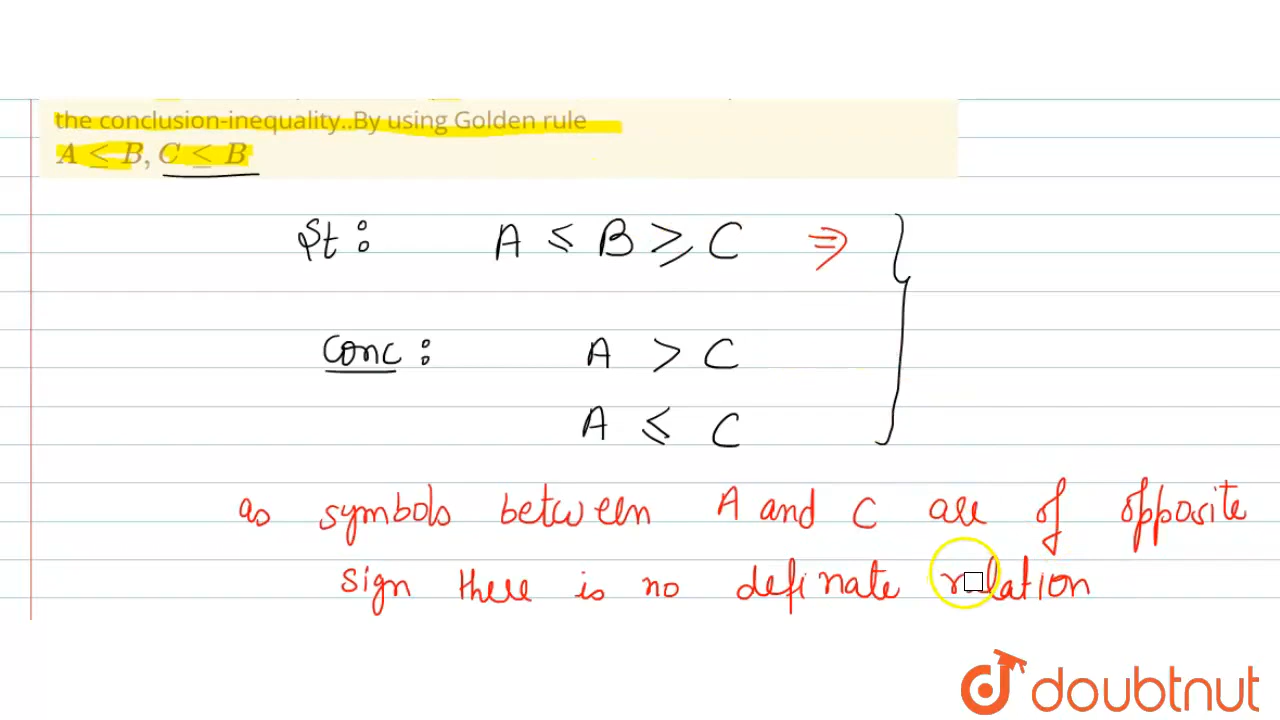 the conclusion-inequality..By using Golden rule
A ≤ B, C ≤ B
St: A ≤ B ≥ C ⇒
Conc: A > C
A ≤ C
as symbols between A and C are of opposite
sign there is no definate relation
doubtnut